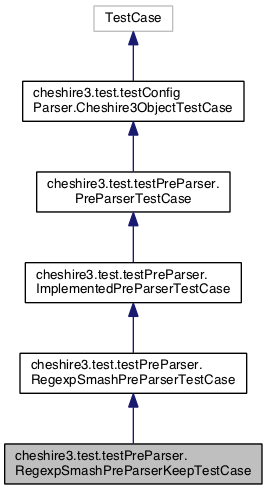 TestCase
cheshire3.test.testConfig
Parser.Cheshire3ObjectTestCase
cheshire3.test.testPreParser.
PreParserTestCase
cheshire3.test.testPreParser.
ImplementedPreParserTestCase
cheshire3.test.testPreParser.
RegexpSmashPreParserTestCase
cheshire3.test.testPreParser.
RegexpSmashPreParserKeepTestCase